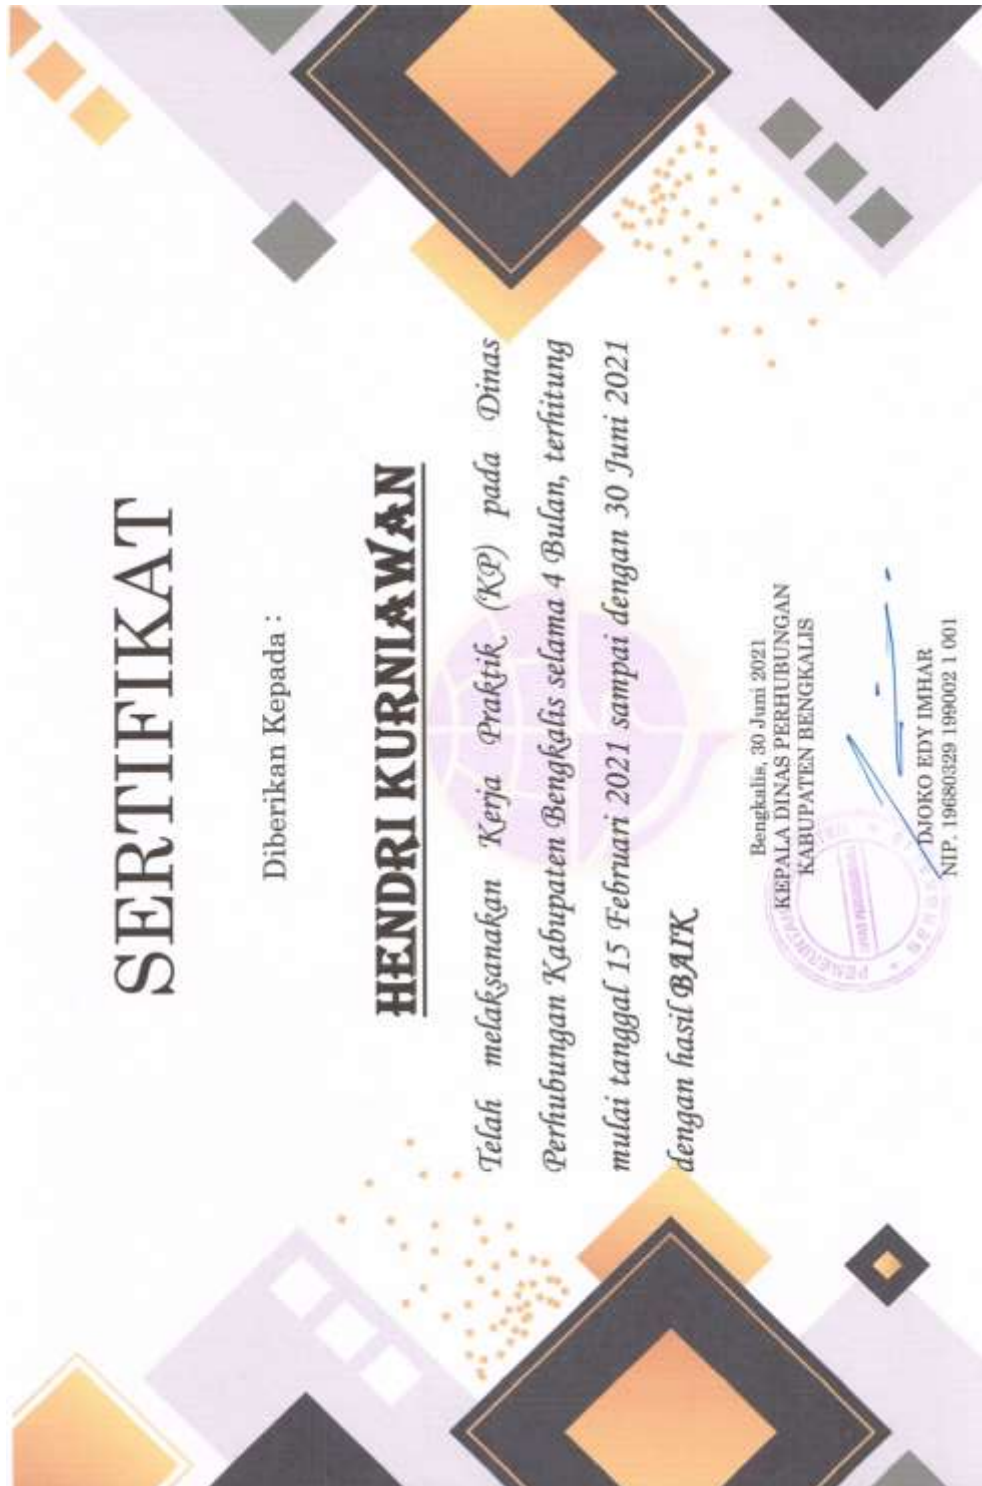 SERTIFIKAT
Diberikan Kepada :
HENDRI KURNIAWAN
Telah melaksanakan Kerja Praktik (KP) pada Dinas
Perhubungan Kabupaten Bengkalis selama 4 Bulan, terhitung
mulai tanggal 15 Februari 2021 sampai dengan 30 Juni 2021
dengan hasil BAIK
Bengkalis, 30 Juni 2021
KEPALA DINAS PERHUBUNGAN
KABUPATEN BENGKALIS
DJOKO EDY IMHAR
NIP. 19680329 199002 1 001